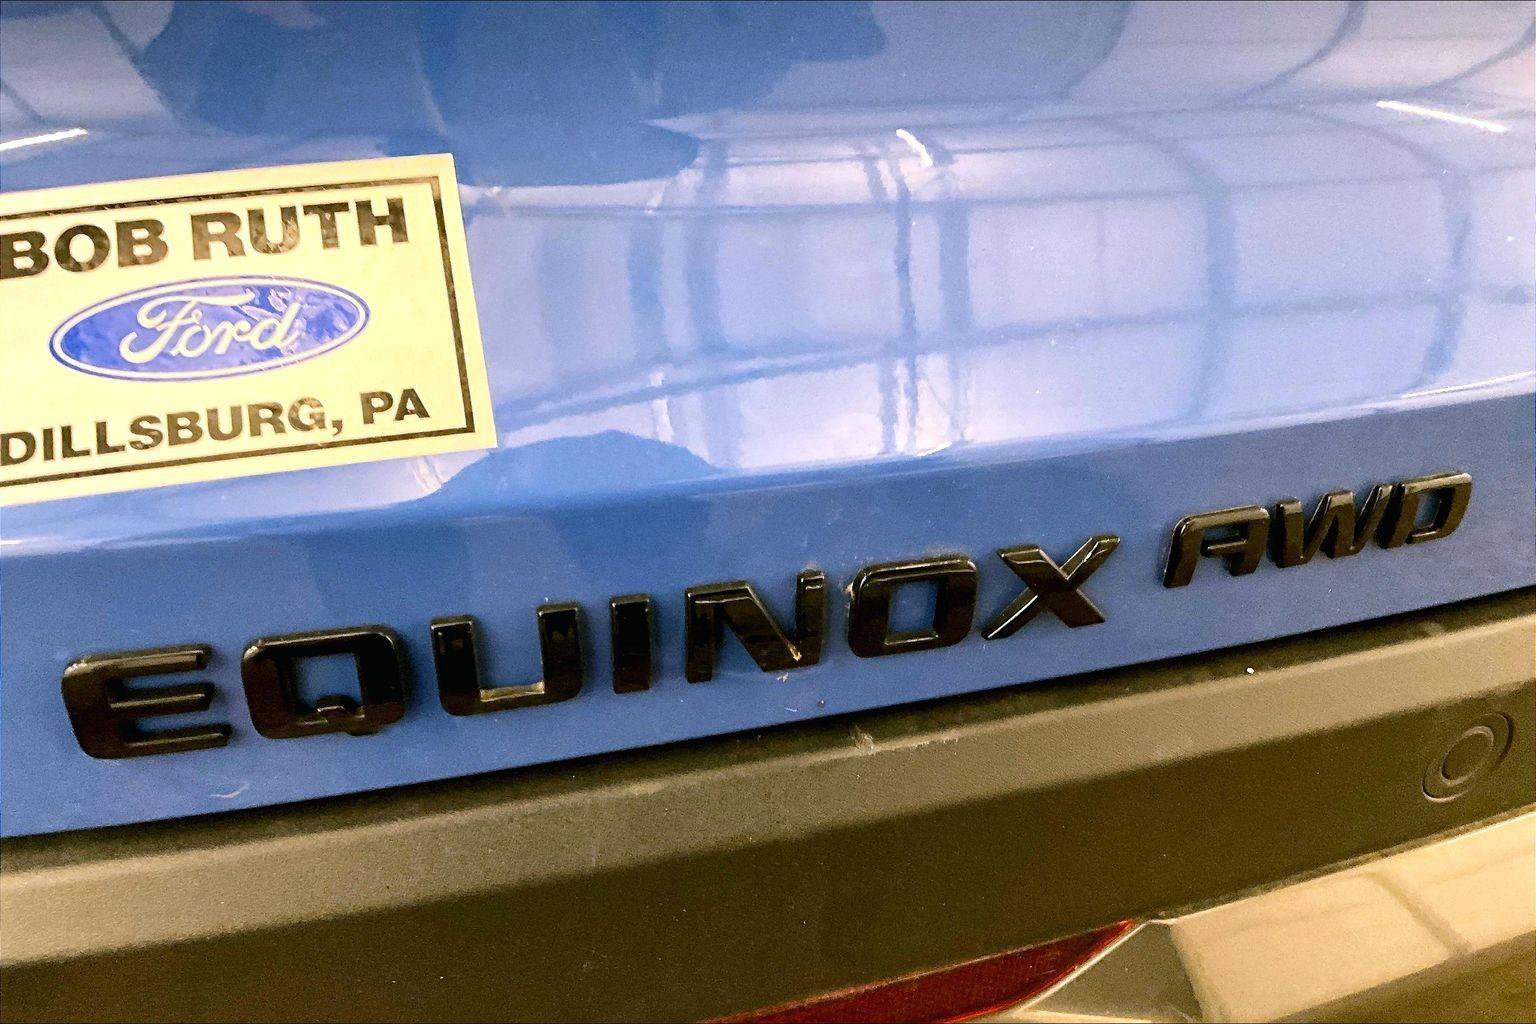 BOB RUTH
Ford
DILLSBURG, PA
EQUINOX AWD